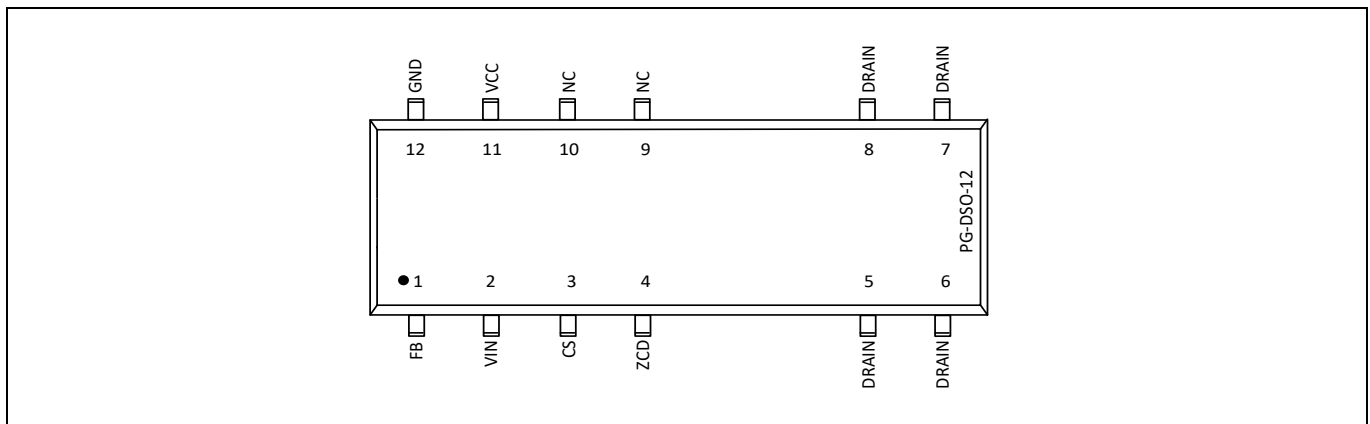 GND VCC NC NC DRAIN DRAIN
12 11 10 9 8 7
PG-DSO-12
1 2 3 4 5 6
FB VIN CS ZCD DRAIN DRAIN